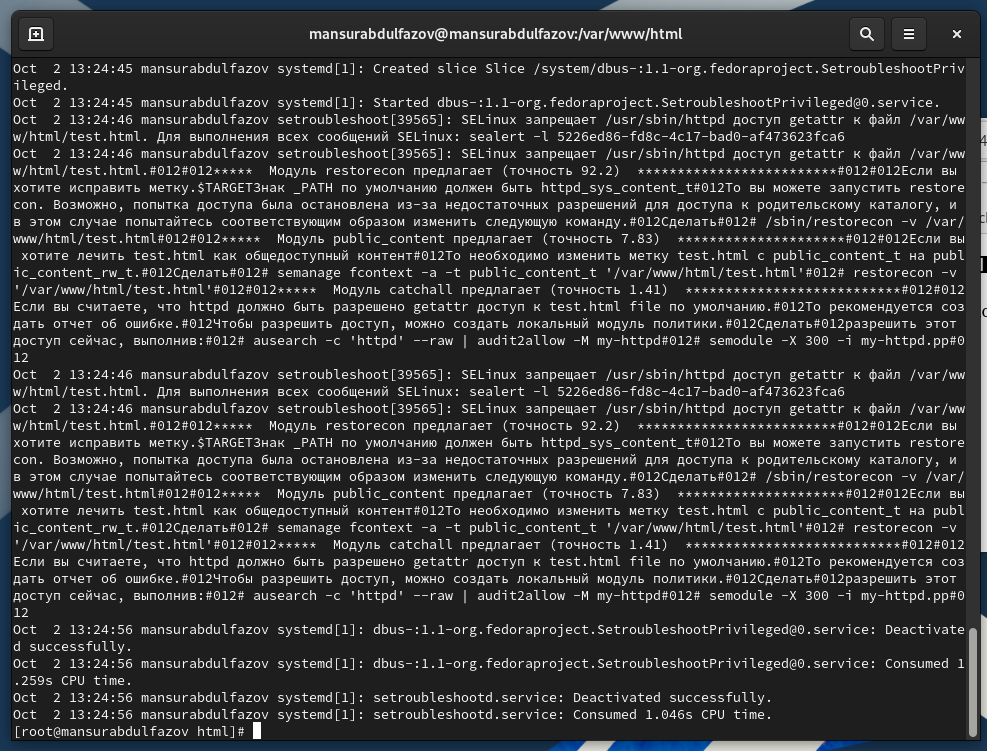 mansurabdulfazov@mansurabdulfazov:/var/www/html
Oct  2 13:24:45 mansurabdulfazov systemd[1]: Created slice Slice /system/dbus-:1.1-org.fedoraproject.SetroubleshootPriv
ileged.
Oct  2 13:24:45 mansurabdulfazov systemd[1]: Started dbus-:1.1-org.fedoraproject.SetroubleshootPrivileged@0.service.
Oct  2 13:24:46 mansurabdulfazov setroubleshoot[39565]: SELinux запрещает /usr/sbin/httpd доступ getattr к файл /var/ww
w/html/test.html. Для выполнения всех сообщений SELinux: sealert -l 5226ed86-fd8c-4c17-bad0-af473623fca6
Oct  2 13:24:46 mansurabdulfazov setroubleshoot[39565]: SELinux запрещает /usr/sbin/httpd доступ getattr к файл /var/ww
w/html/test.html.#012#012*****  Модуль restorecon предлагает (точность 92.2)  *************************#012#012Если вы
хотите исправить метку.$TARGETЗнак _PATH по умолчанию должен быть httpd_sys_content_t#012То вы можете запустить restore
con. Возможно, попытка доступа была остановлена из-за недостаточных разрешений для доступа к родительскому каталогу, и
в этом случае попытайтесь соответствующим образом изменить следующую команду.#012Сделать#012# /sbin/restorecon -v /var/
www/html/test.html#012#012*****  Модуль public_content предлагает (точность 7.83)  *********************#012#012Если вы
 хотите лечить test.html как общедоступный контент#012То необходимо изменить метку test.html с public_content_t на publ
ic_content_rw_t.#012Сделать#012# semanage fcontext -a -t public_content_t '/var/www/html/test.html'#012# restorecon -v
'/var/www/html/test.html'#012#012*****  Модуль catchall предлагает (точность 1.41)  ***************************#012#012
Если вы считаете, что httpd должно быть разрешено getattr доступ к test.html file по умолчанию.#012То рекомендуется соз
дать отчет об ошибке.#012Чтобы разрешить доступ, можно создать локальный модуль политики.#012Сделать#012разрешить этот
доступ сейчас, выполнив:#012# ausearch -c 'httpd' --raw | audit2allow -M my-httpd#012# semodule -X 300 -i my-httpd.pp#0
12
Oct  2 13:24:46 mansurabdulfazov setroubleshoot[39565]: SELinux запрещает /usr/sbin/httpd доступ getattr к файл /var/ww
w/html/test.html. Для выполнения всех сообщений SELinux: sealert -l 5226ed86-fd8c-4c17-bad0-af473623fca6
Oct  2 13:24:46 mansurabdulfazov setroubleshoot[39565]: SELinux запрещает /usr/sbin/httpd доступ getattr к файл /var/ww
w/html/test.html.#012#012*****  Модуль restorecon предлагает (точность 92.2)  *************************#012#012Если вы
хотите исправить метку.$TARGETЗнак _PATH по умолчанию должен быть httpd_sys_content_t#012То вы можете запустить restore
con. Возможно, попытка доступа была остановлена из-за недостаточных разрешений для доступа к родительскому каталогу, и
в этом случае попытайтесь соответствующим образом изменить следующую команду.#012Сделать#012# /sbin/restorecon -v /var/
www/html/test.html#012#012*****  Модуль public_content предлагает (точность 7.83)  *********************#012#012Если вы
 хотите лечить test.html как общедоступный контент#012То необходимо изменить метку test.html с public_content_t на publ
ic_content_rw_t.#012Сделать#012# semanage fcontext -a -t public_content_t '/var/www/html/test.html'#012# restorecon -v
'/var/www/html/test.html'#012#012*****  Модуль catchall предлагает (точность 1.41)  ***************************#012#012
Если вы считаете, что httpd должно быть разрешено getattr доступ к test.html file по умолчанию.#012То рекомендуется соз
дать отчет об ошибке.#012Чтобы разрешить доступ, можно создать локальный модуль политики.#012Сделать#012разрешить этот
доступ сейчас, выполнив:#012# ausearch -c 'httpd' --raw | audit2allow -M my-httpd#012# semodule -X 300 -i my-httpd.pp#0
12
Oct  2 13:24:56 mansurabdulfazov systemd[1]: dbus-:1.1-org.fedoraproject.SetroubleshootPrivileged@0.service: Deactivate
d successfully.
Oct  2 13:24:56 mansurabdulfazov systemd[1]: dbus-:1.1-org.fedoraproject.SetroubleshootPrivileged@0.service: Consumed 1
.259s CPU time.
Oct  2 13:24:56 mansurabdulfazov systemd[1]: setroubleshootd.service: Deactivated successfully.
Oct  2 13:24:56 mansurabdulfazov systemd[1]: setroubleshootd.service: Consumed 1.046s CPU time.
[root@mansurabdulfazov html]#